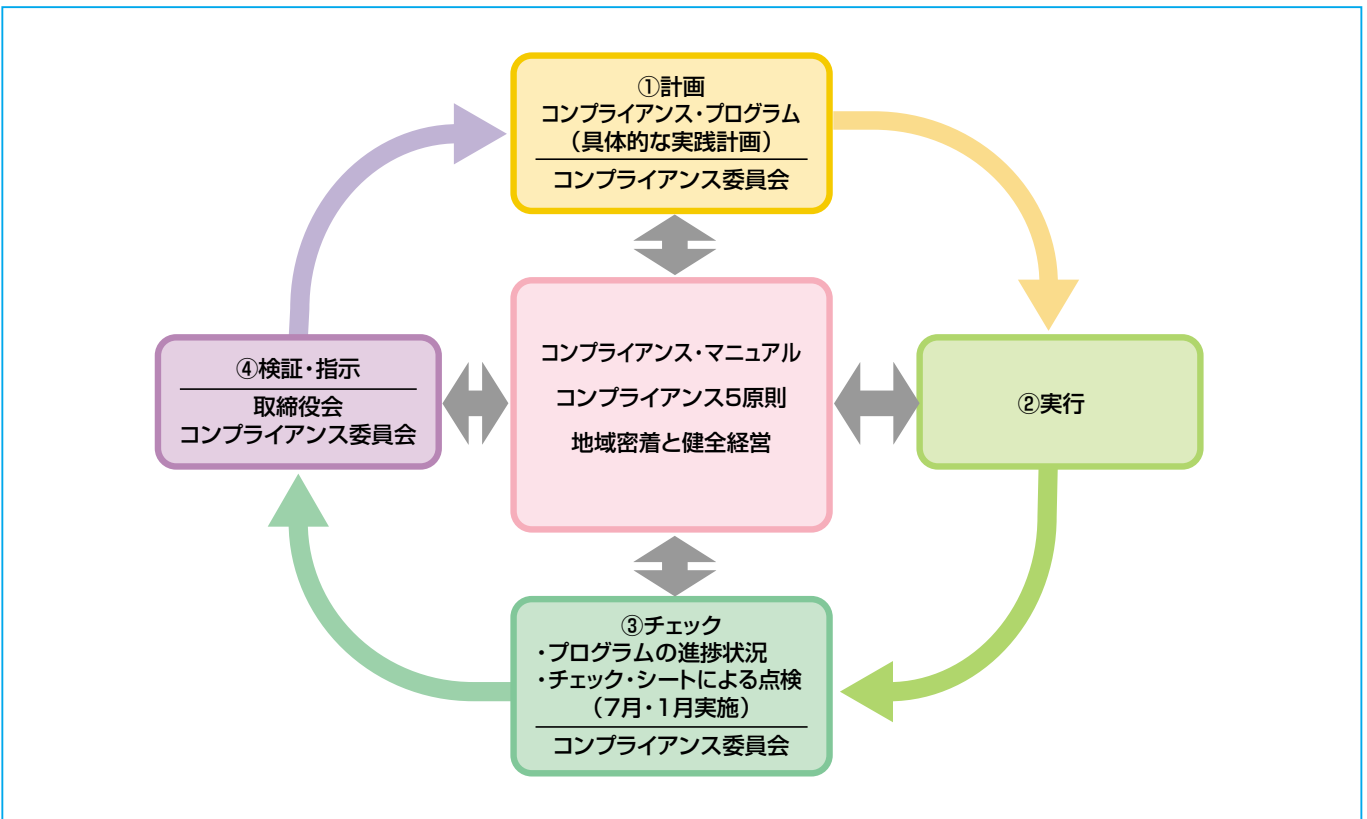 ①計画
コンプライアンス・プログラム
（具体的な実践計画）
コンプライアンス委員会
コンプライアンス・マニュアル
コンプライアンス5原則
地域密着と健全経営
④検証・指示
取締役会
コンプライアンス委員会
②実行
③チェック
・プログラムの進捗状況
・チェック・シートによる点検
（7月・1月実施）
コンプライアンス委員会